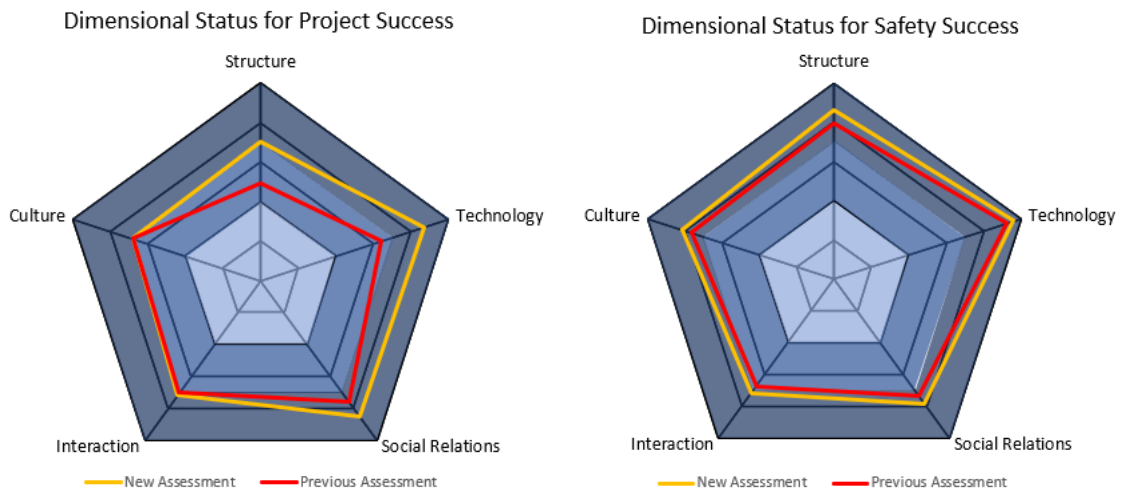 Dimensional Status for Project Success
Structure
Culture
Technology
Interaction
Social Relations
New Assessment
Previous Assessment
Dimensional Status for Safety Success
Structure
Culture
Technology
Interaction
Social Relations
New Assessment
Previous Assessment